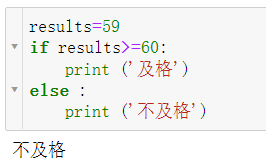 results=59
if results>=60:
    print ('及格')
else :
    print ('不及格')
不及格